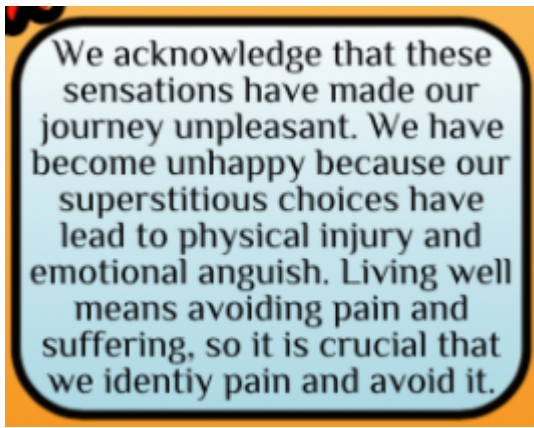 We acknowledge that these
sensations have made our
journey unpleasant. We have
become unhappy because our
superstitious choices have
lead to physical injury and
emotional anguish. Living well
means avoiding pain and
suffering, so it is crucial that
we identiy pain and avoid it.